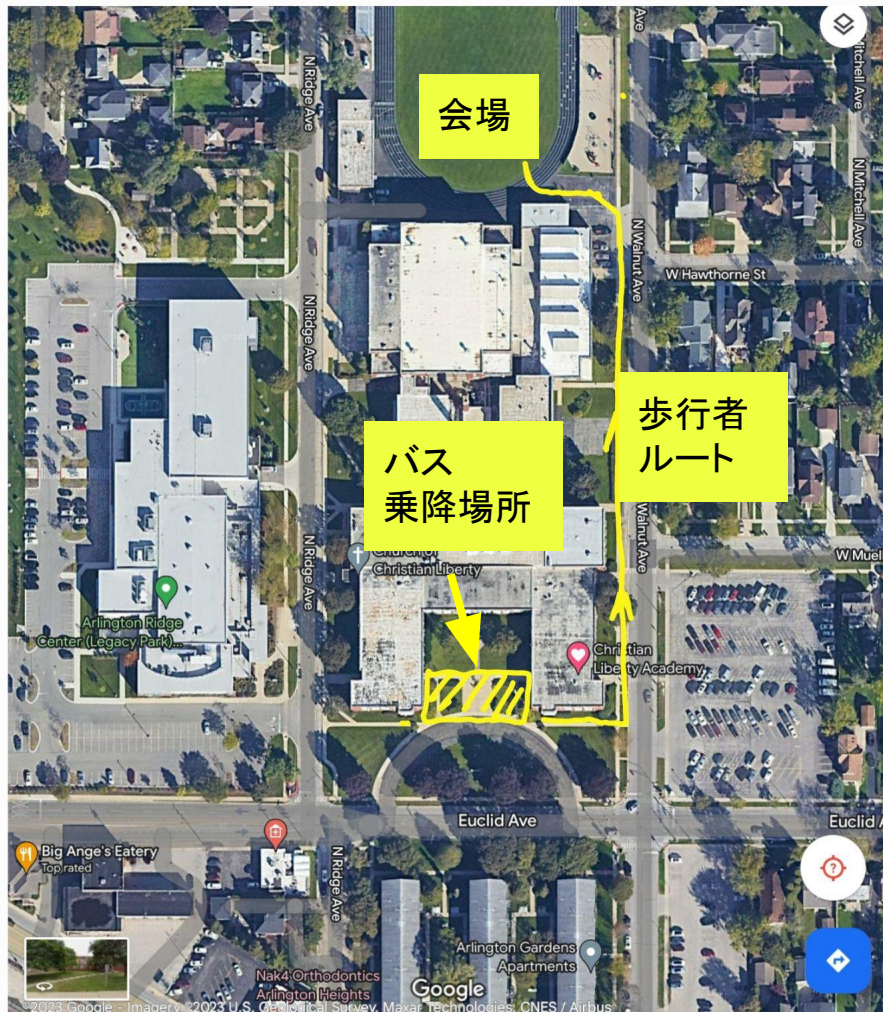 Ave
Mitchell Ave
N Ridge Ave
会場
N Mitchell Ave
N Walnut Ave
W Hawthorne St
N Ridge Ave
歩行者
ルート
バス
乗降場所
Walnut Ave
N Ridge Ave
Church of
Christian Liberty
W Muel
Arlington Ridge
Center (Legacy Park)...
Christian
Liberty Academy
Euclid Ave
Euclid A
Big Ange's Eatery
Top rated
N Ridge Ave
Arlington Gardens
Apartments
Nak4 Orthodontics
Arlington Heights
Google
©2023 Google - Imagery ©2023 U.S. Geological Survey, Maxar Technologies, CNES / Airbus